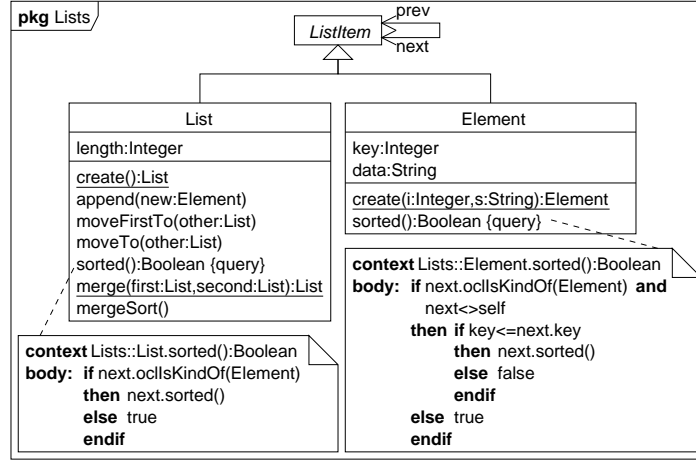 pkg Lists
ListItem
prev
next
List
length:Integer
create():List
append(new:Element)
moveFirstTo(other:List)
moveTo(other:List)
sorted():Boolean {query}
merge(first:List,second:List):List
mergeSort()
Element
key:Integer
data:String
create(i:Integer,s:String):Element
sorted():Boolean {query}
context Lists::List.sorted():Boolean
body: if next.oclIsKindOf(Element)
then next.sorted()
else true
endif
context Lists::Element.sorted():Boolean
body: if next.oclIsKindOf(Element) and
next<>self
then if key<=next.key
then next.sorted()
else false
endif
else true
endif